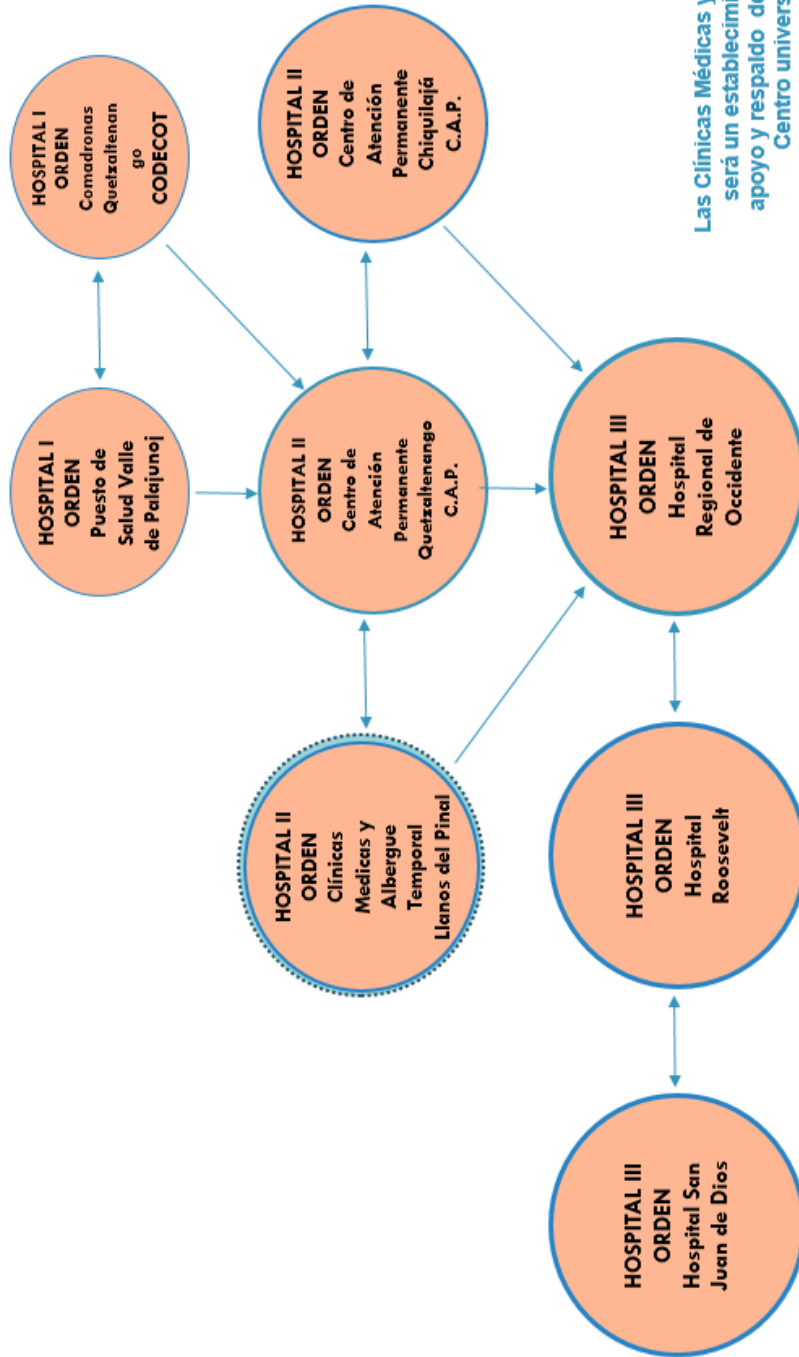 HOSPITAL I
ORDEN
Puesto de
Salud Valle
de Palajunoj
HOSPITAL I
ORDEN
Comadronas
Quetzaltenan
go
CODECOT
HOSPITAL II
ORDEN
Clínicas
Medicas y
Albergue
Temporal
Llanos del Pinal
HOSPITAL II
ORDEN
Centro de
Atención
Permanente
Quetzaltenango
C.A.P.
HOSPITAL II
ORDEN
Centro de
Atención
Permanente
Chiquilajá
C.A.P.
HOSPITAL III
ORDEN
Hospital San
Juan de Dios
HOSPITAL III
ORDEN
Hospital
Roosevelt
HOSPITAL III
ORDEN
Hospital
Regional de
Occidente
Las Clínicas Médicas y
será un
apoyo y respaldo
Centro